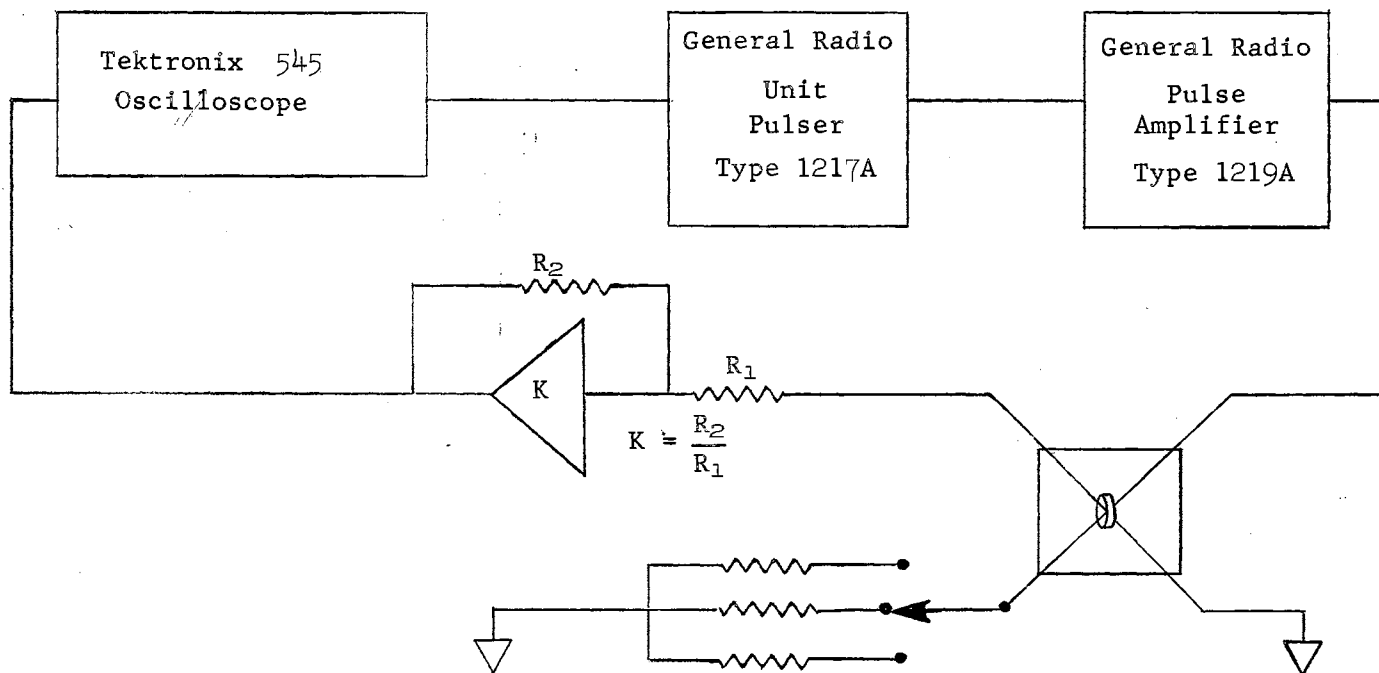 Tektronix 545
Oscilloscope
General Radio
Unit
Pulser
Type 1217A
General Radio
Pulse
Amplifier
Type 1219A
R₂
K
R₁
K = R₂
R₁